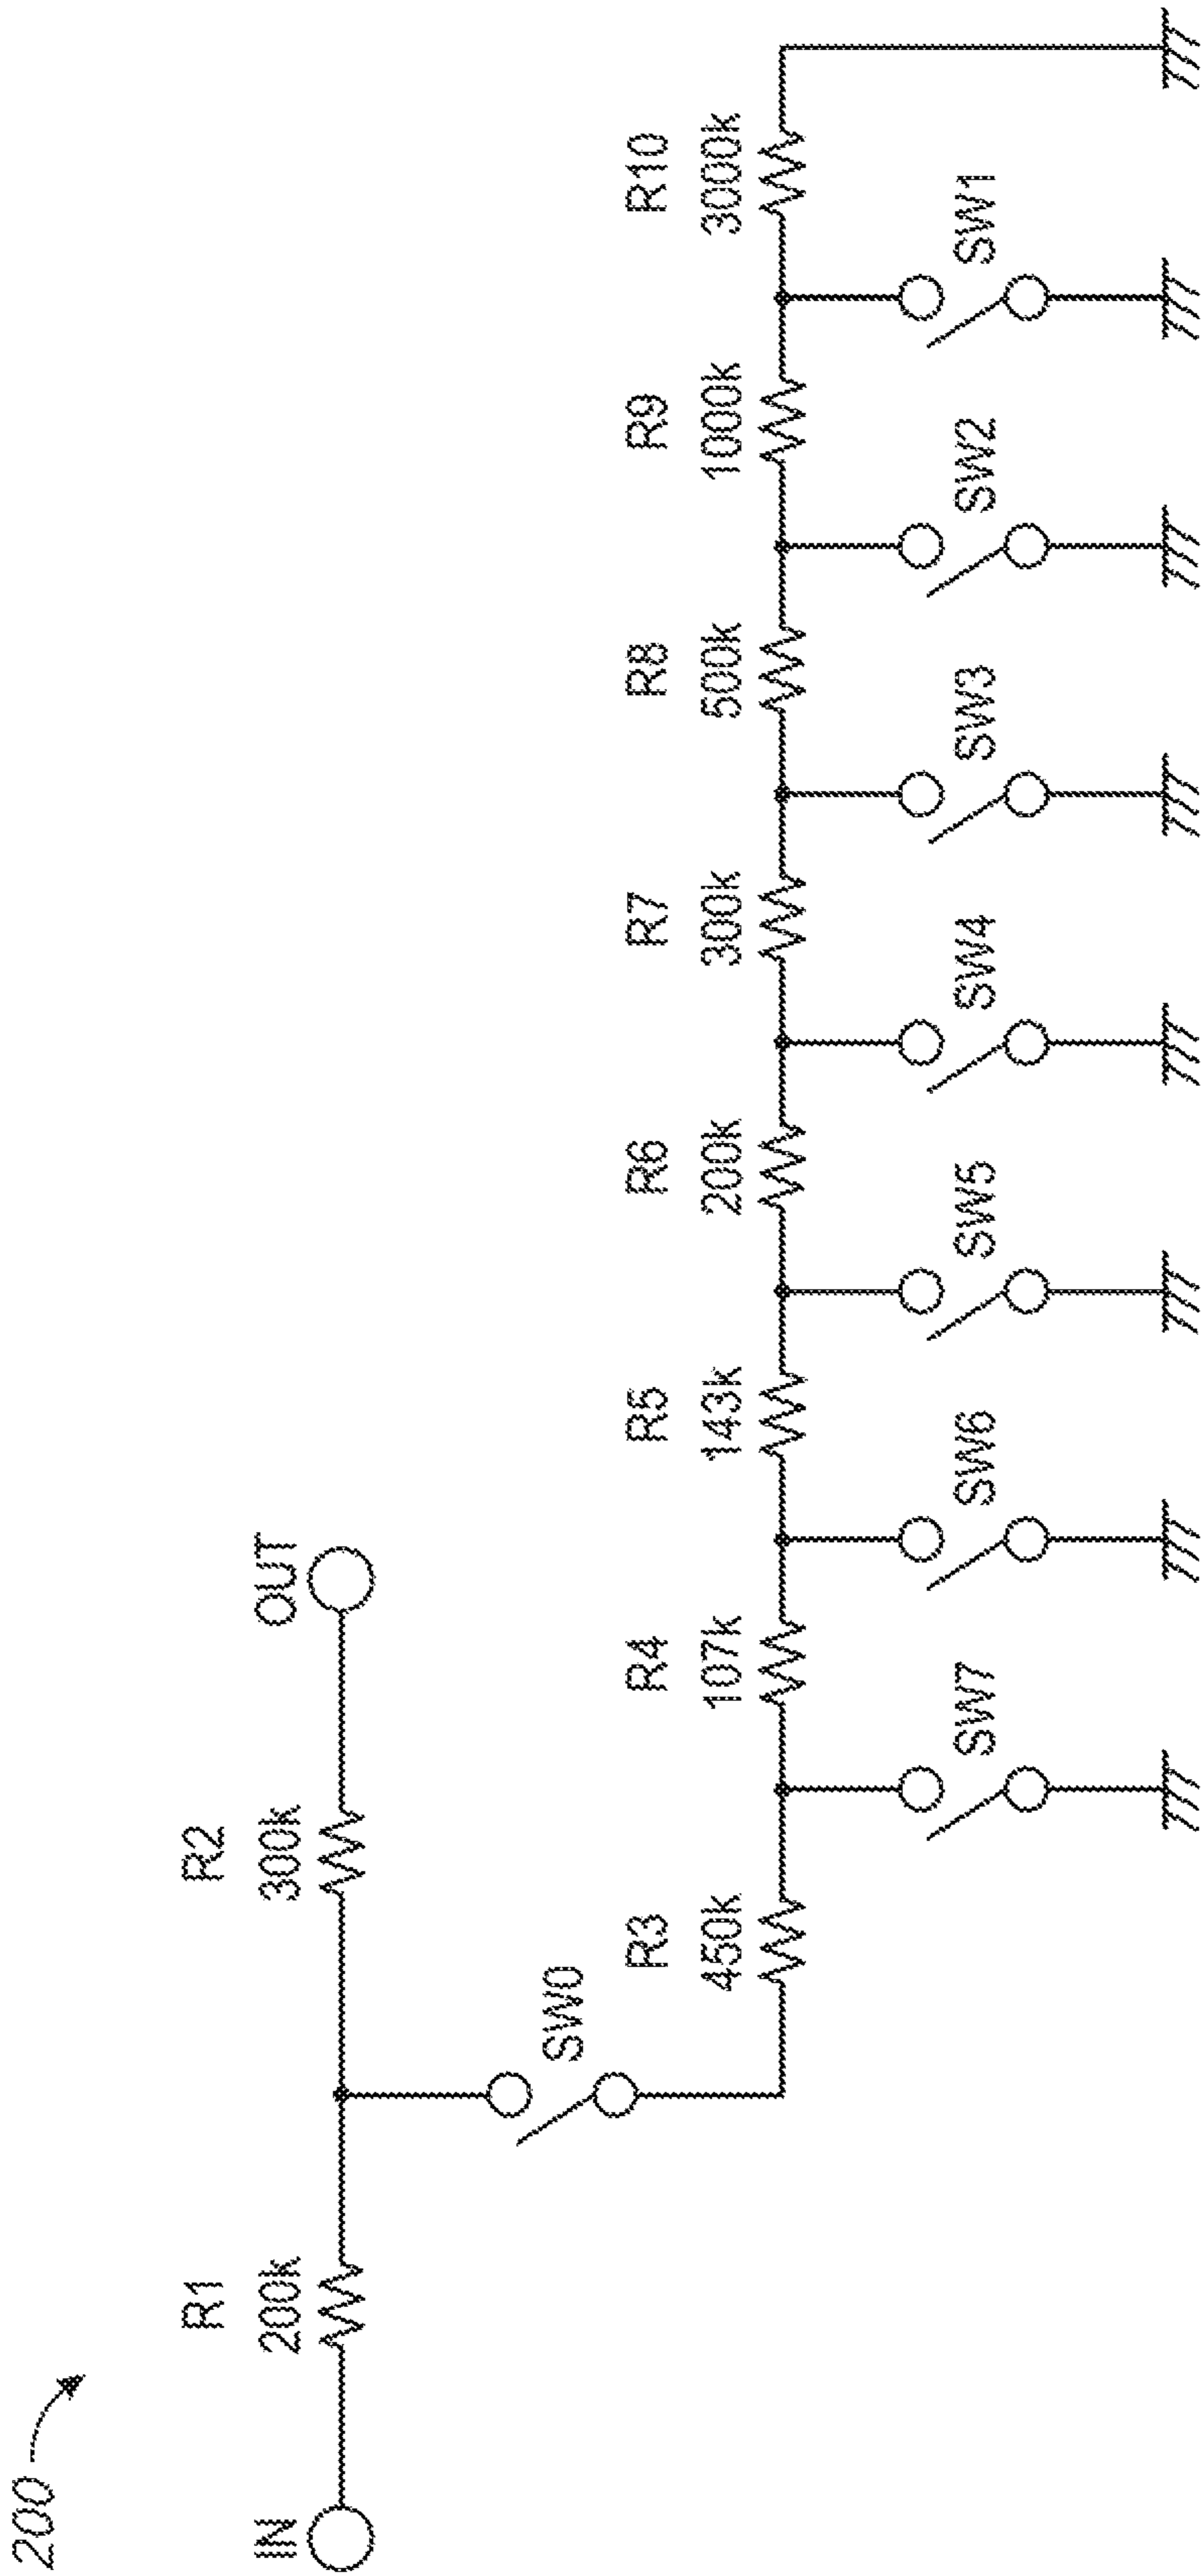 200
IN
R1
200k
R2
300k
OUT
SW0
R3
450k
R4
107k
R5
143k
R6
200k
R7
300k
R8
500k
R9
1000k
R10
3000k
SW7
SW6
SW5
SW4
SW3
SW2
SW1